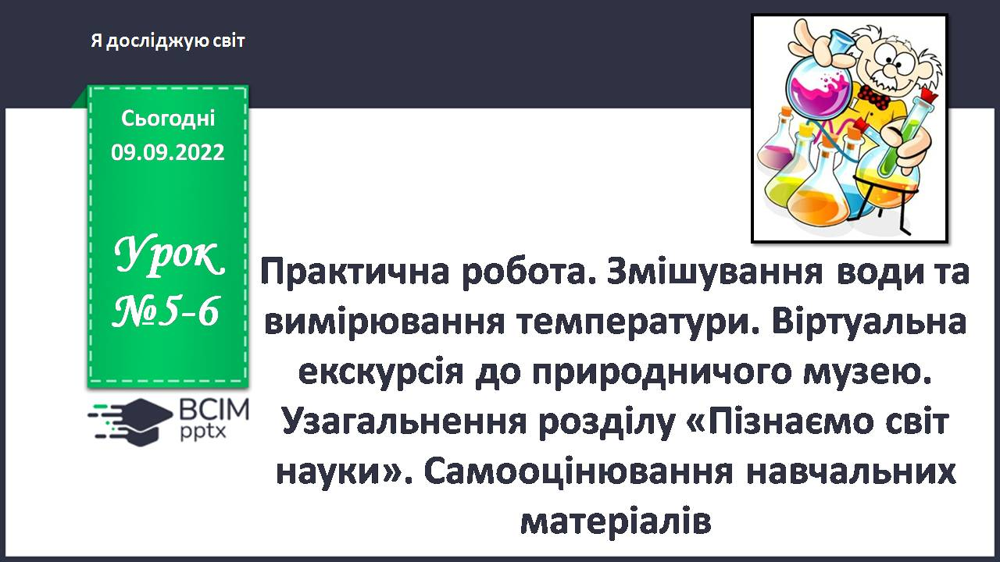 Я досліджую світ
Сьогодні
09.09.2022
Урок
№5-6
ВСІМ
pptx
Практична робота. Змішування води та
вимірювання температури. Віртуальна
екскурсія до природничого музею.
Узагальнення розділу «Пізнаємо світ
науки». Самооцінювання навчальних
матеріалів